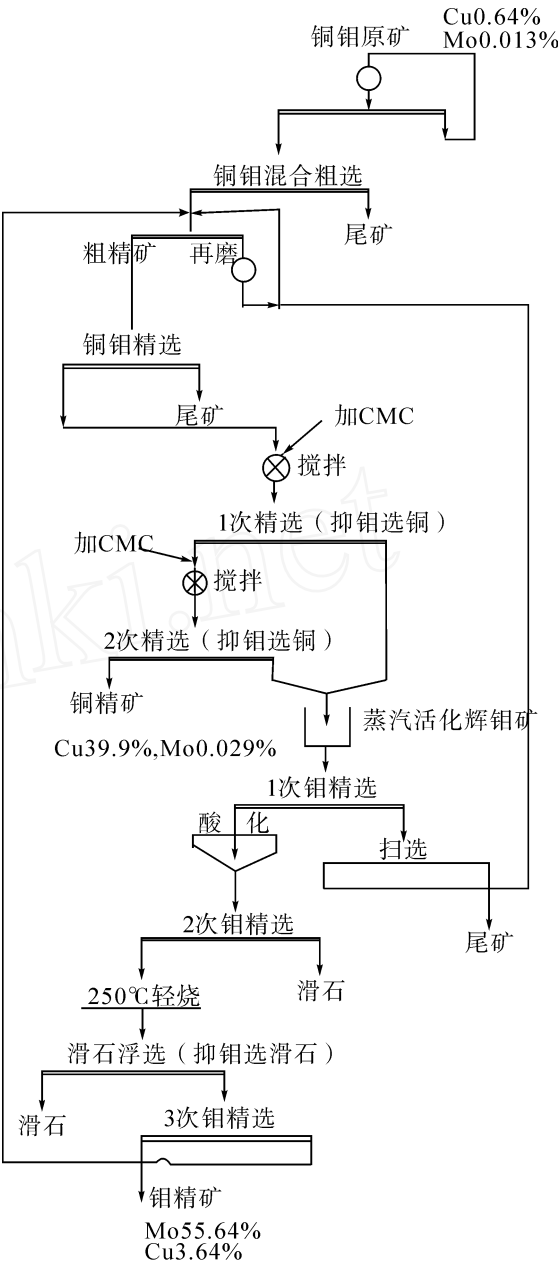 铜钼原矿
Cu0.64%
Mo0.013%
铜钼混合粗选
尾矿
粗精矿
再磨
铜钼精选
尾矿
加CMC
搅拌
1次精选（抑钼选铜）
加CMC
搅拌
2次精选（抑钼选铜）
铜精矿
Cu39.9%,Mo0.029%
蒸汽活化辉钼矿
1次钼精选
酸 化
扫选
尾矿
2次钼精选
滑石
250℃轻烧
滑石浮选（抑钼选滑石）
滑石
3次钼精选
钼精矿
Mo55.64%
Cu3.64%
nki.net